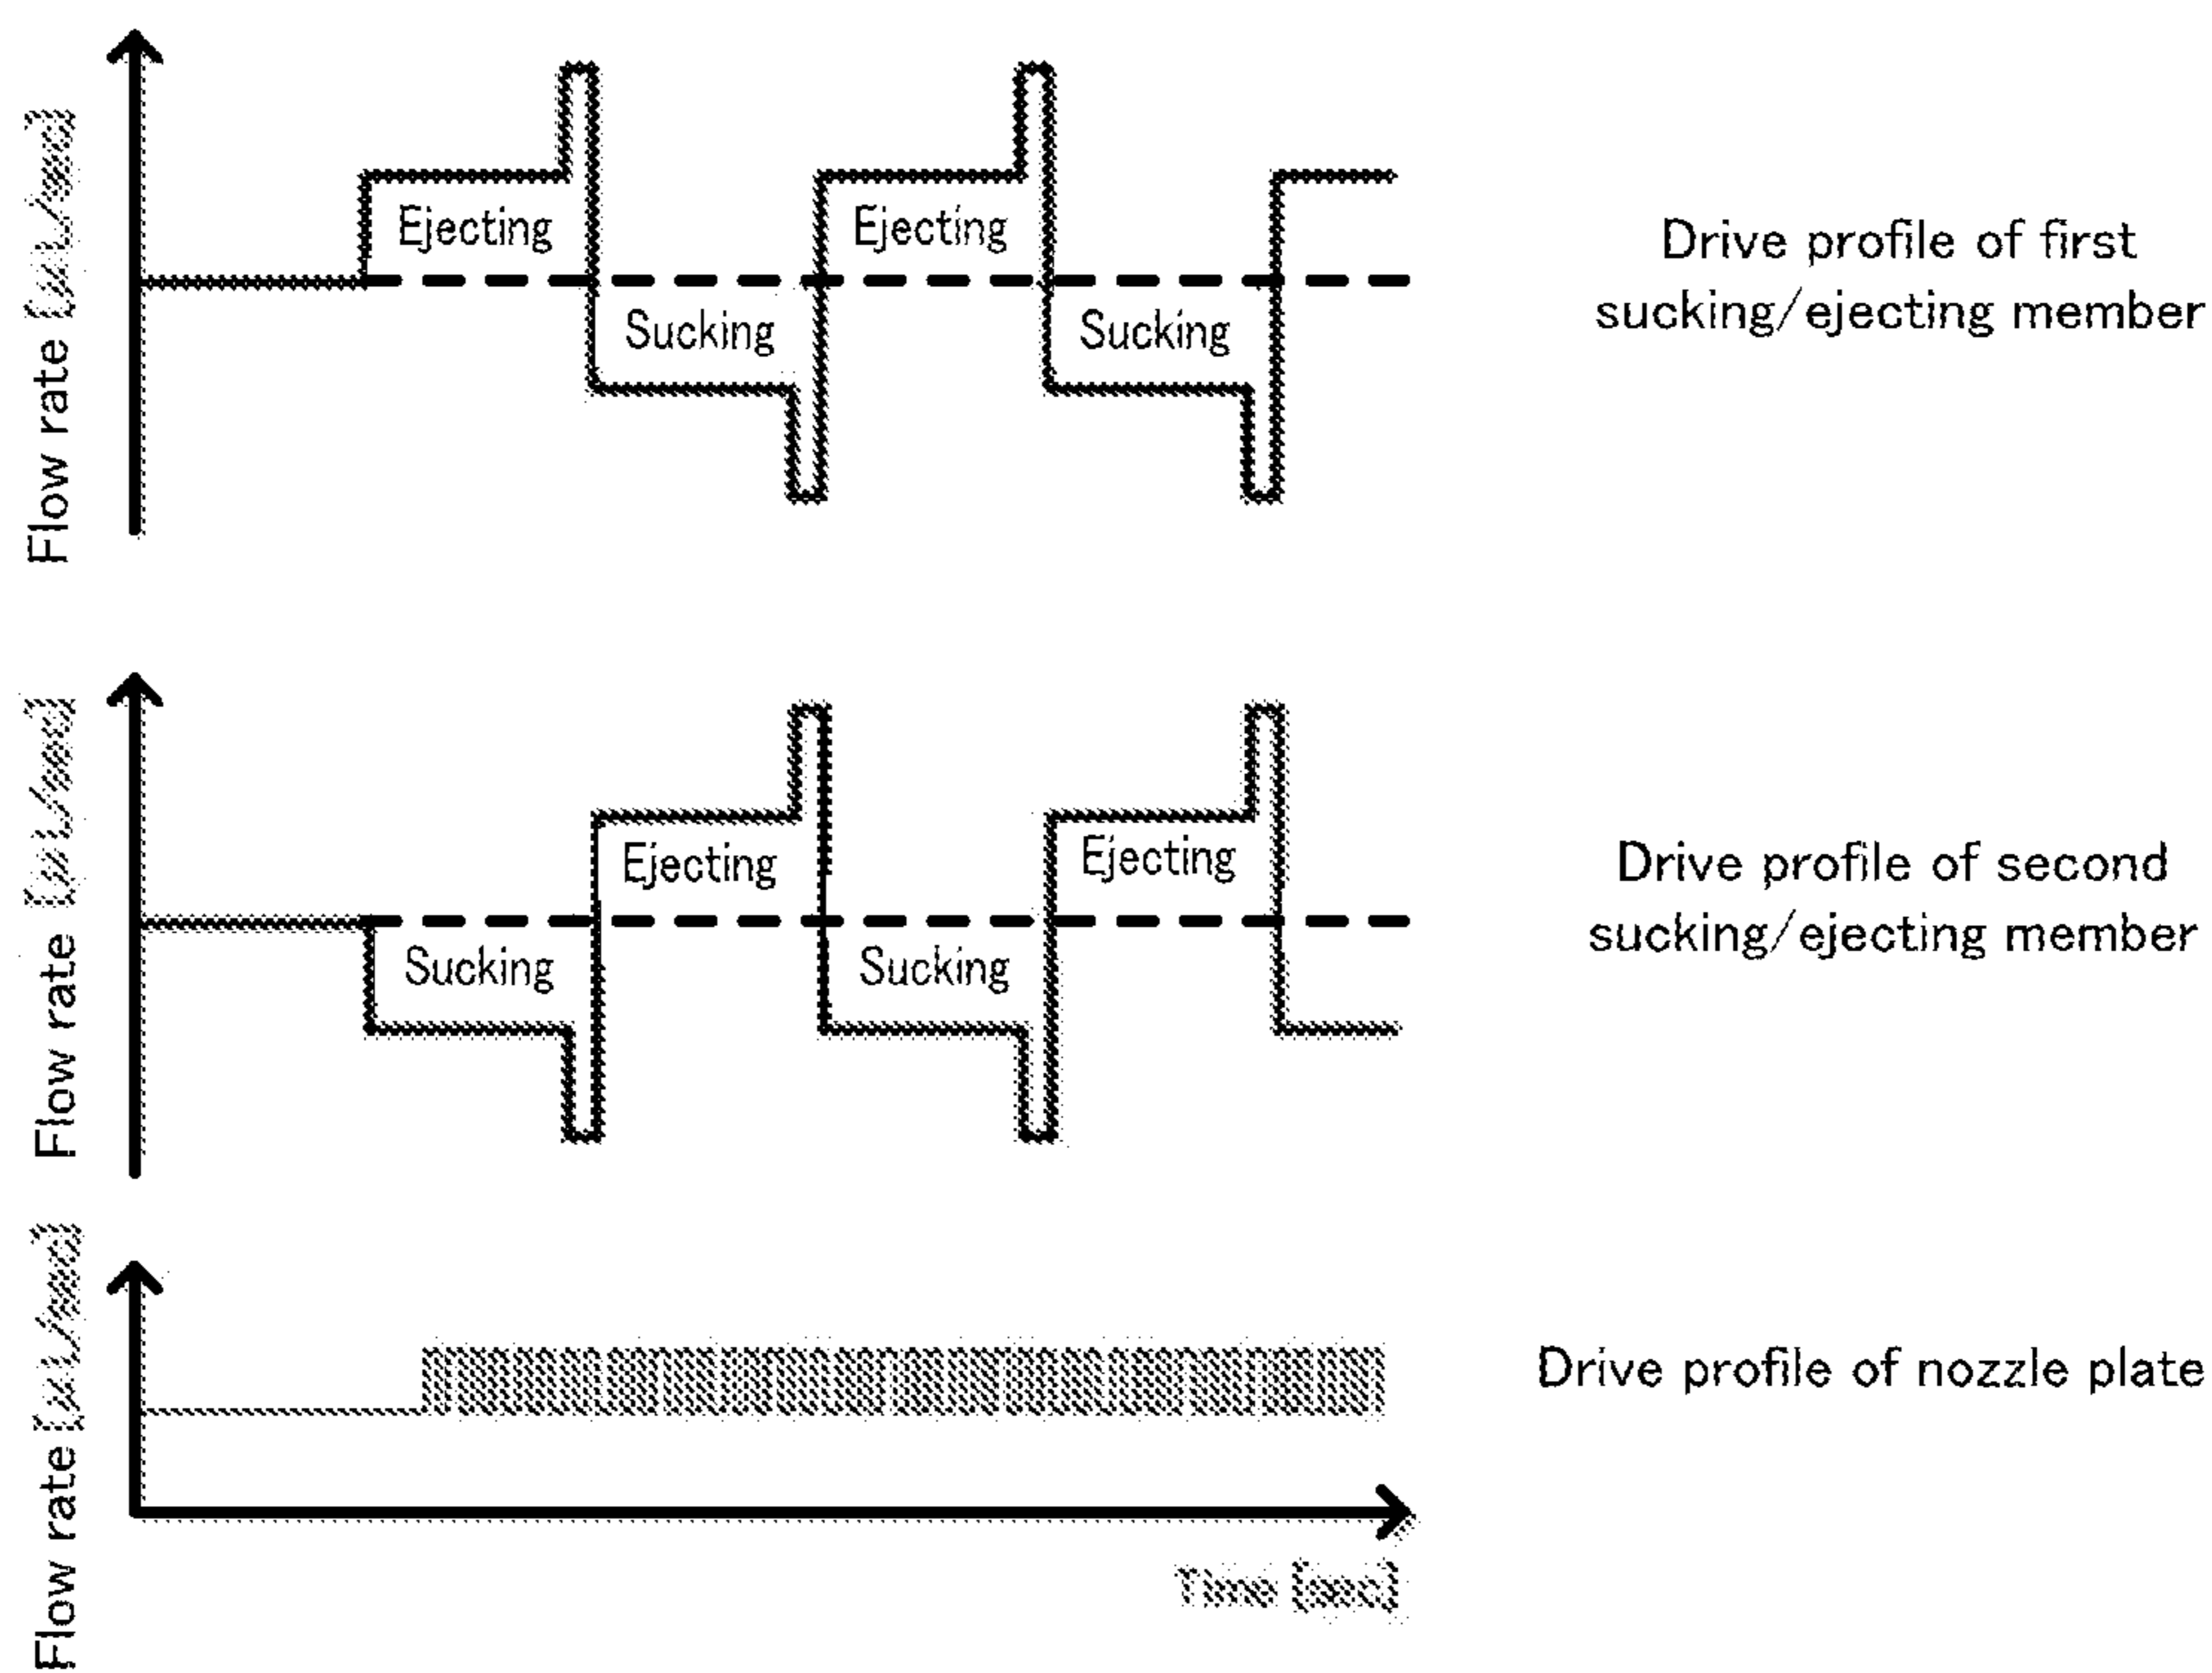 Flow rate
Ejecting
Ejecting
Sucking
Sucking
Drive profile of first
sucking/ejecting member
Flow rate
Ejecting
Ejecting
Sucking
Sucking
Drive profile of second
sucking/ejecting member
Flow rate
Drive profile of nozzle plate
Time [sec]